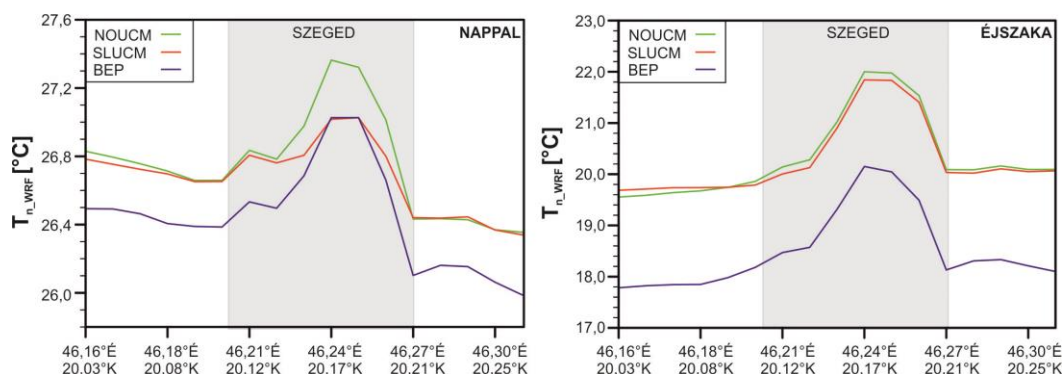 27,6
27,2
26,8
26,4
26,0
T n_WRF [°C]
NOUCM
SLUCM
BEP
SZEGED
NAPPAL
46,16°E 46,18°E 46,21°E 46,24°E 46,27°E 46,30°E
20.03°K 20.08°K 20.12°K 20.17°K 20.21°K 20.25°K
23,0
22,0
21,0
20,0
19,0
18,0
17,0
T n_WRF [°C]
NOUCM
SLUCM
BEP
SZEGED
ÉJSZAKA
46,16°E 46,18°E 46,21°E 46,24°E 46,27°E 46,30°E
20.03°K 20.08°K 20.12°K 20.17°K 20.21°K 20.25°K